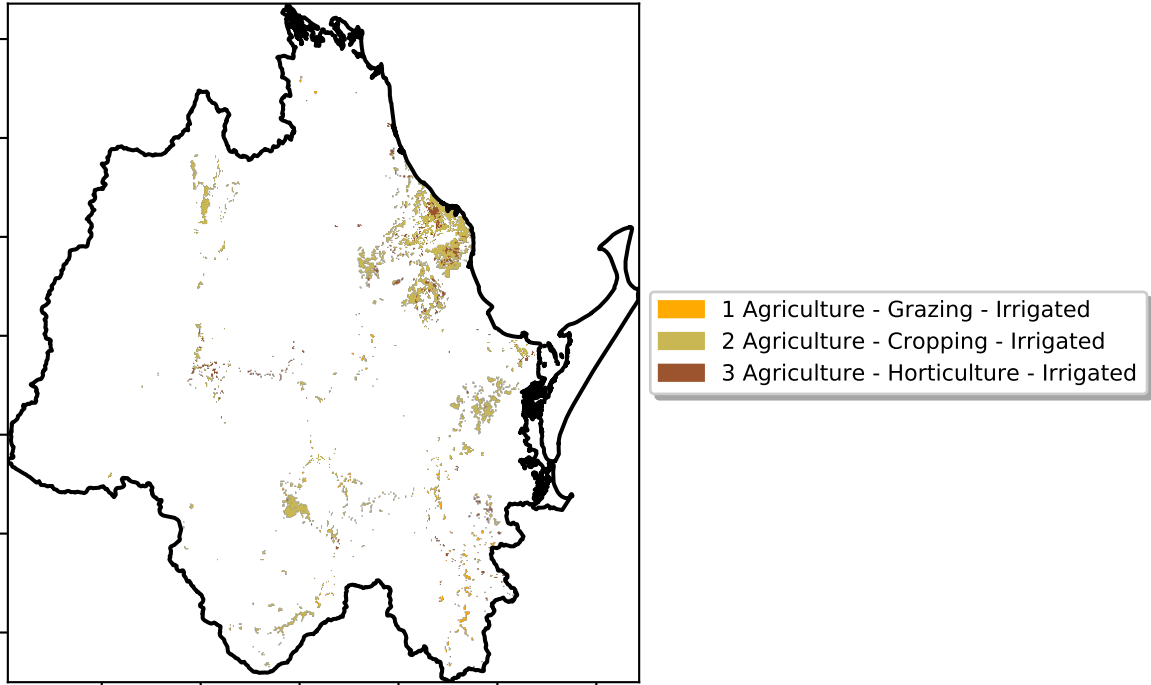 1 Agriculture - Grazing - Irrigated
2 Agriculture - Cropping - Irrigated
3 Agriculture - Horticulture - Irrigated